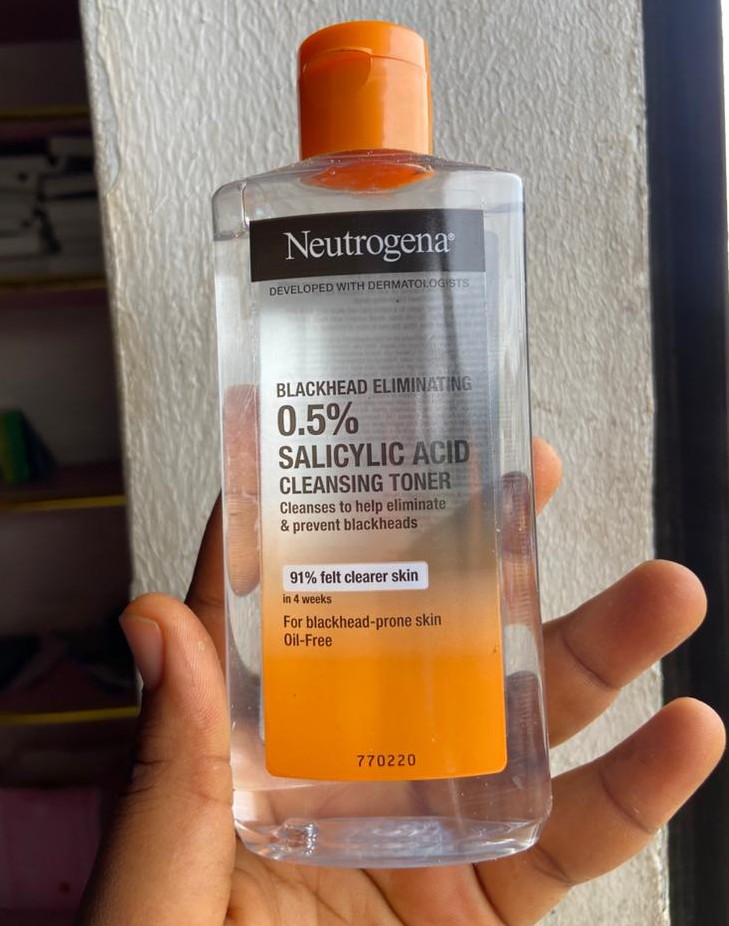 Neutrogena®
DEVELOPED WITH DERMATOLOGISTS
BLACKHEAD ELIMINATING
0.5%
SALICYLIC ACID
CLEANSING TONER
Cleanses to help eliminate
& prevent blackheads
91% felt clearer skin
in 4 weeks
For blackhead-prone skin
Oil-Free
770220